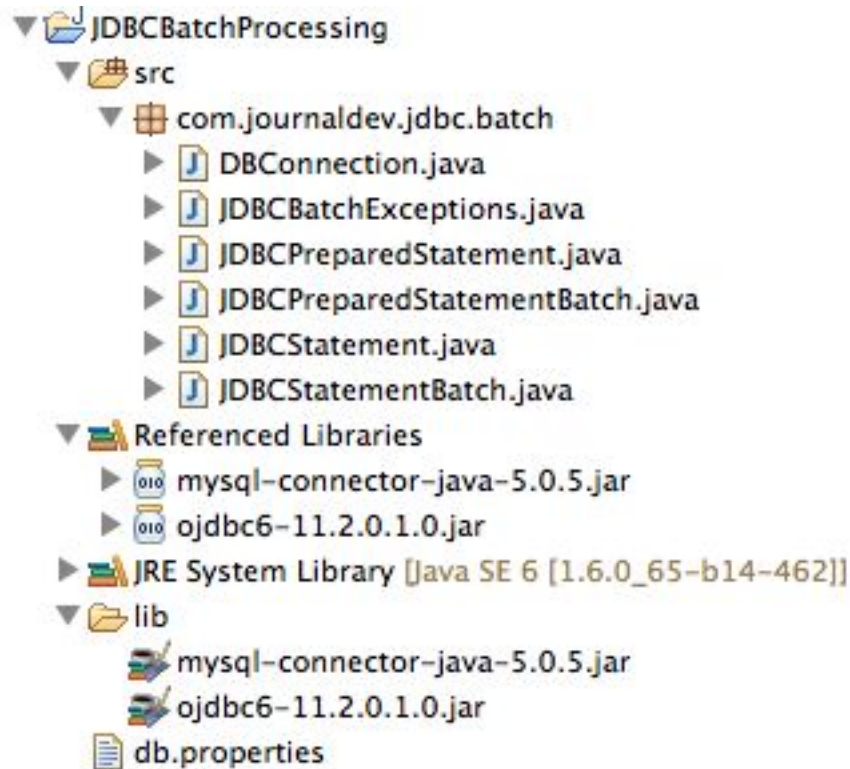 JDBCBatchProcessing
src
com.journaldev.jdbc.batch
DBConnection.java
JDBCBatchExceptions.java
JDBCPreparedStatement.java
JDBCPreparedStatementBatch.java
JDBCStatement.java
JDBCStatementBatch.java
Referenced Libraries
mysql-connector-java-5.0.5.jar
ojdbc6-11.2.0.1.0.jar
JRE System Library [Java SE 6 [1.6.0_65-b14-462]]
lib
mysql-connector-java-5.0.5.jar
ojdbc6-11.2.0.1.0.jar
db.properties